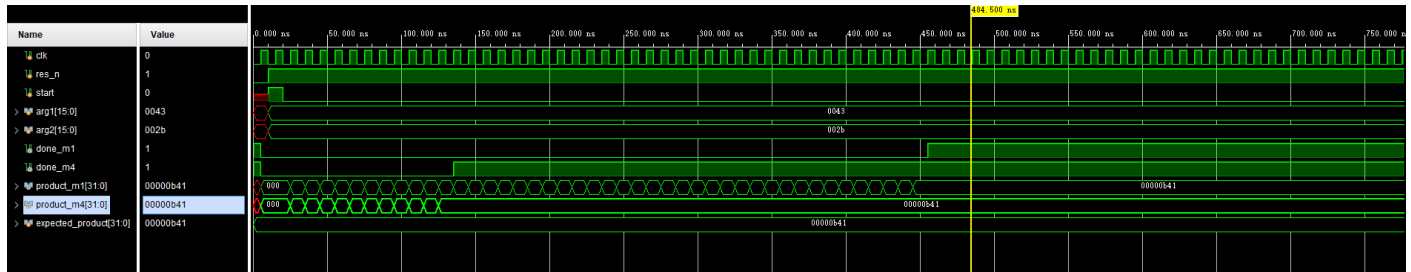 484.500 ns
Name Value
0.000 ns 50.000 ns 100.000 ns 150.000 ns 200.000 ns 250.000 ns 300.000 ns 350.000 ns 400.000 ns 450.000 ns 500.000 ns 550.000 ns 600.000 ns 650.000 ns 700.000 ns 750.000 n
clk 0
res_n 1
start 0
arg1[15:0] 0043 0043
arg2[15:0] 002b 002b
done_m1 1
done_m4 1
product_m1[31:0] 00000b41 000 00000b41
product_m4[31:0] 00000b41 000 00000b41
expected_product[31:0] 00000b41 00000b41